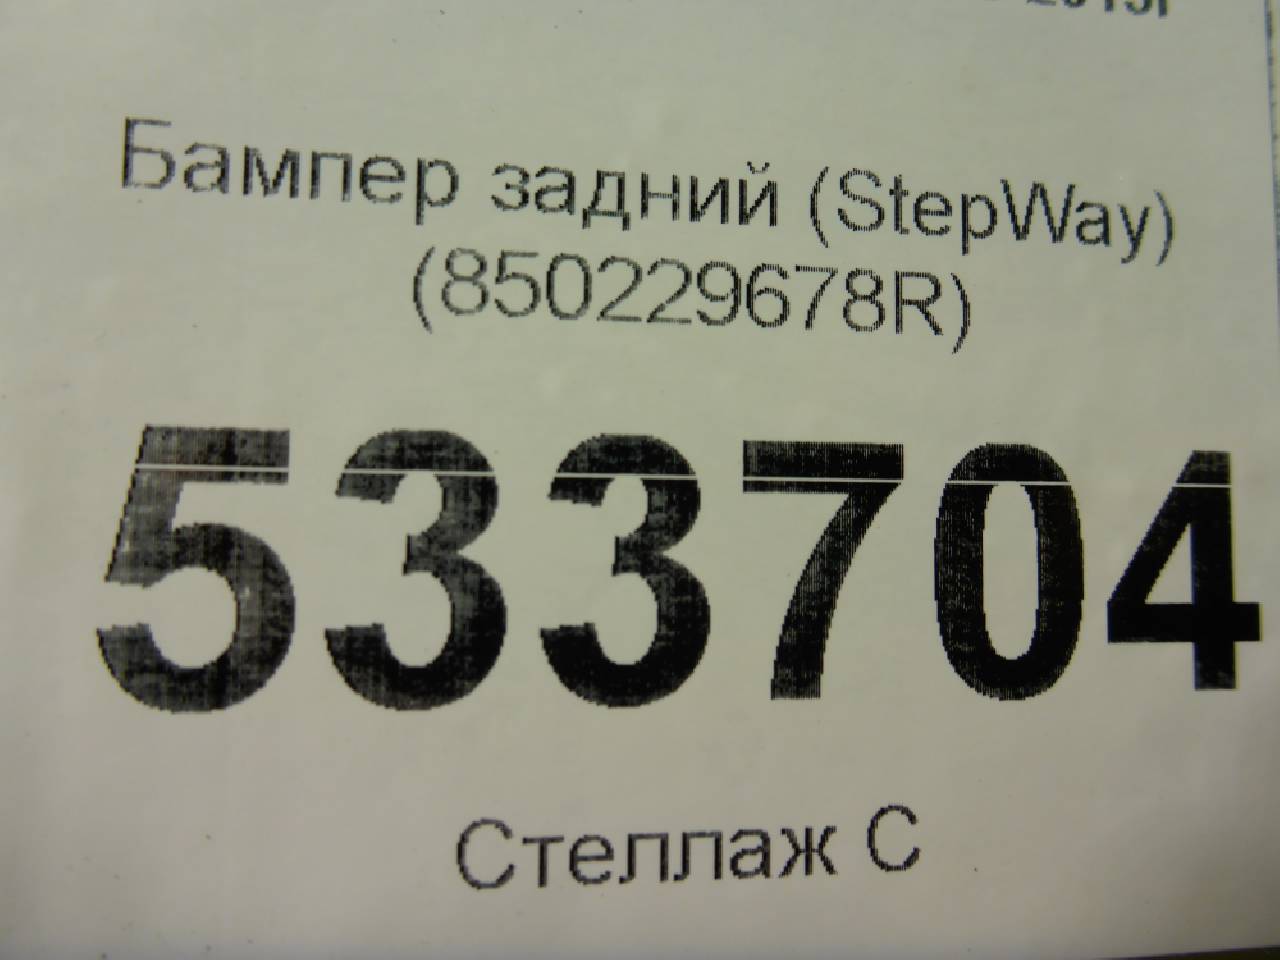 Бампер задний (StepWay)
(850229678R)
533704
Стеллаж С